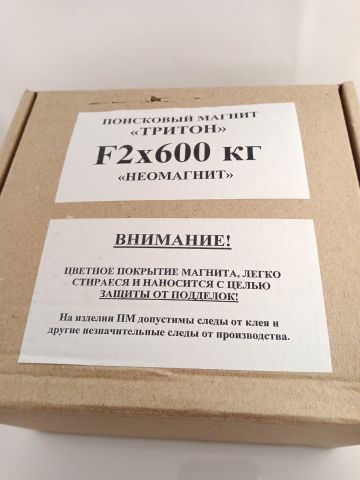 ПОИСКОВЫЙ МАГНИТ
«ТРИТОН»
F2х600 кг
«НЕОМАГНИТ»
ВНИМАНИЕ!
ЦВЕТНОЕ ПОКРЫТИЕ МАГНИТА, ЛЕГКО
СТИРАЕСЯ И НАНОСИТСЯ С ЦЕЛЬЮ
ЗАЩИТЫ ОТ ПОДДЕЛОК!
На изделии ПМ допустимы следы от клея и
другие незначительные следы от производства.